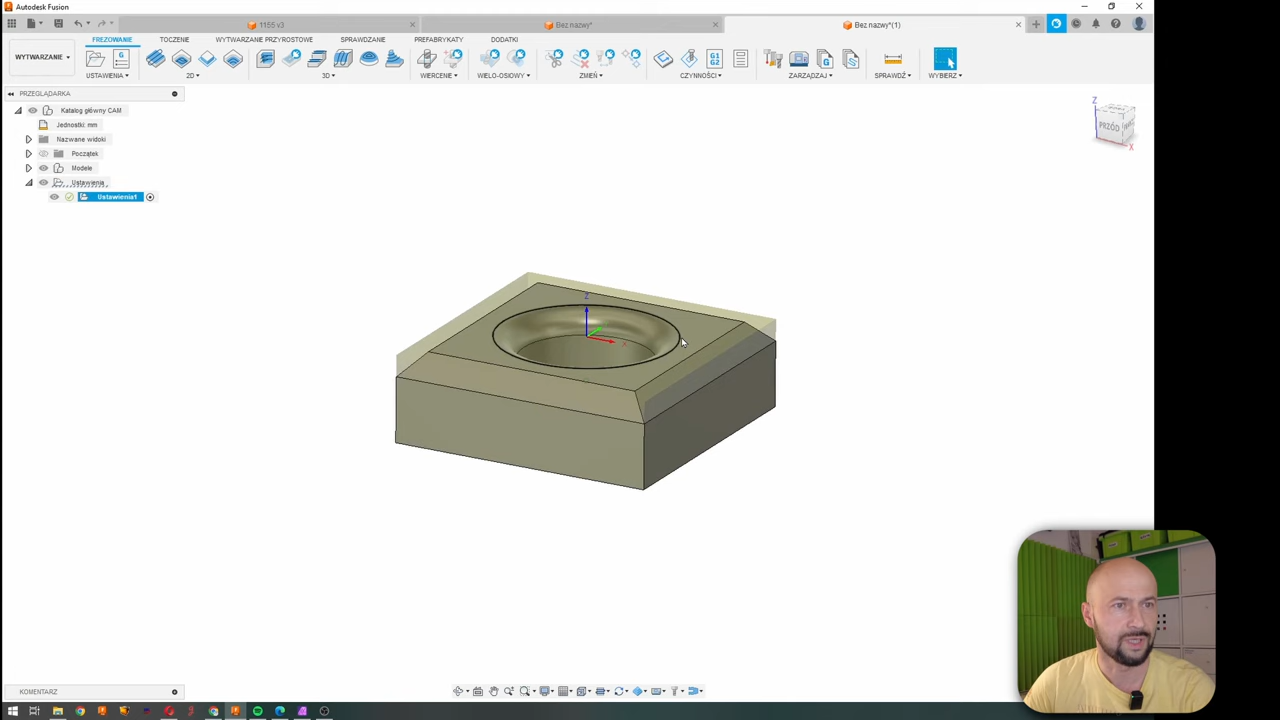 Autodesk Fusion
1155 v3
Bez nazwy*
Bez nazwy*(1)
WYTWARZANIE
FREZOWANIE
TOCZENIE
WYTWARZANIE PRZYROSTOWE
SPRAWDZANIE
PREFABRYKATY
DODATKI
USTAWIENIA
2D
3D
WIERCENIE
WIELO-OSIOWY
ZMIEŃ
G1
G2
CZYNNOŚCI
ZARZĄDZAJ
SPRAWDŹ
WYBIERZ
PRZEGLĄDARKA
Katalog główny CAM
Jednostki: mm
Nazwane widoki
Początek
Modele
Ustawienia
Ustawienia1
Z
PRZÓD
X
Z
X
KOMENTARZ